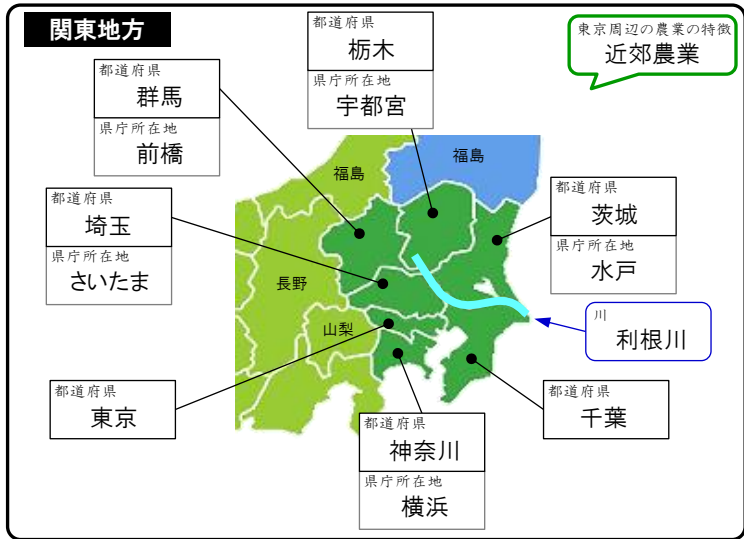 関東地方
東京周辺の農業の特徴
近郊農業
都道府県
栃木
県庁所在地
宇都宮
都道府県
群馬
県庁所在地
前橋
福島
福島
都道府県
埼玉
県庁所在地
さいたま
都道府県
茨城
県庁所在地
水戸
長野
山梨
川
利根川
都道府県
東京
都道府県
千葉
都道府県
神奈川
県庁所在地
横浜